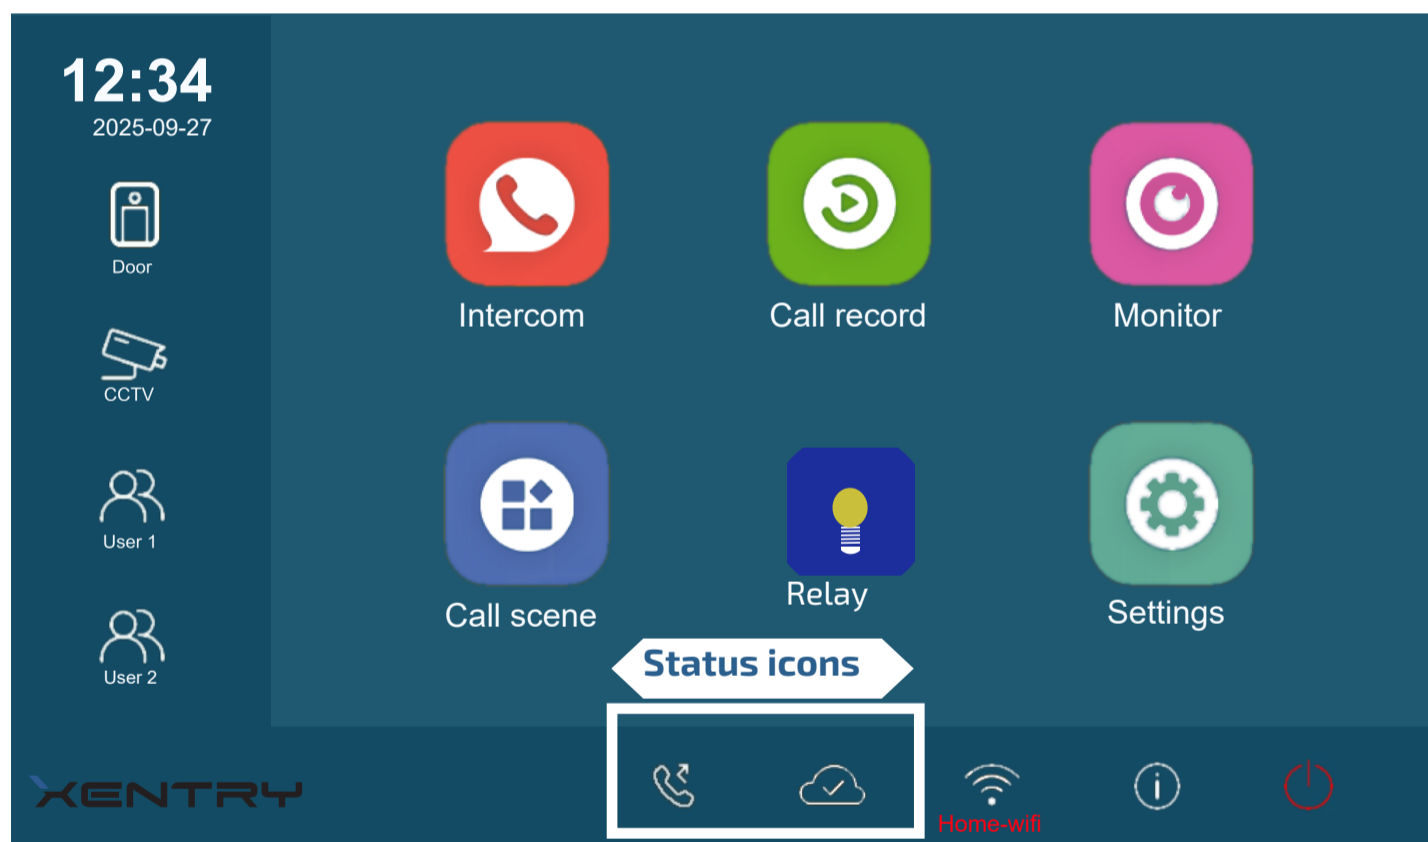 12:34
2025-09-27
Door
CCTV
User 1
User 2
Intercom
Call record
Monitor
Call scene
Relay
Settings
Status icons
XENTRY
Home-wifi